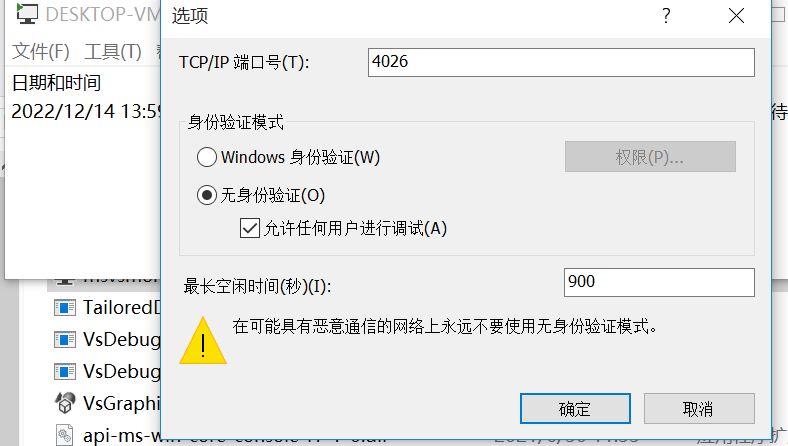 DESKTOP-VM
选项
?
文件(F) 工具(T)
日期和时间
2022/12/14 13:59
待
TCP/IP 端口号(T): 4026
身份验证模式
Windows 身份验证(W) 权限(P)...
无身份验证(O)
允许任何用户进行调试(A)
最长空闲时间(秒)(I): 900
在可能具有恶意通信的网络上永远不要使用无身份验证模式。
确定 取消
TailoredD
VsDebug
VsDebug
VsGraphi